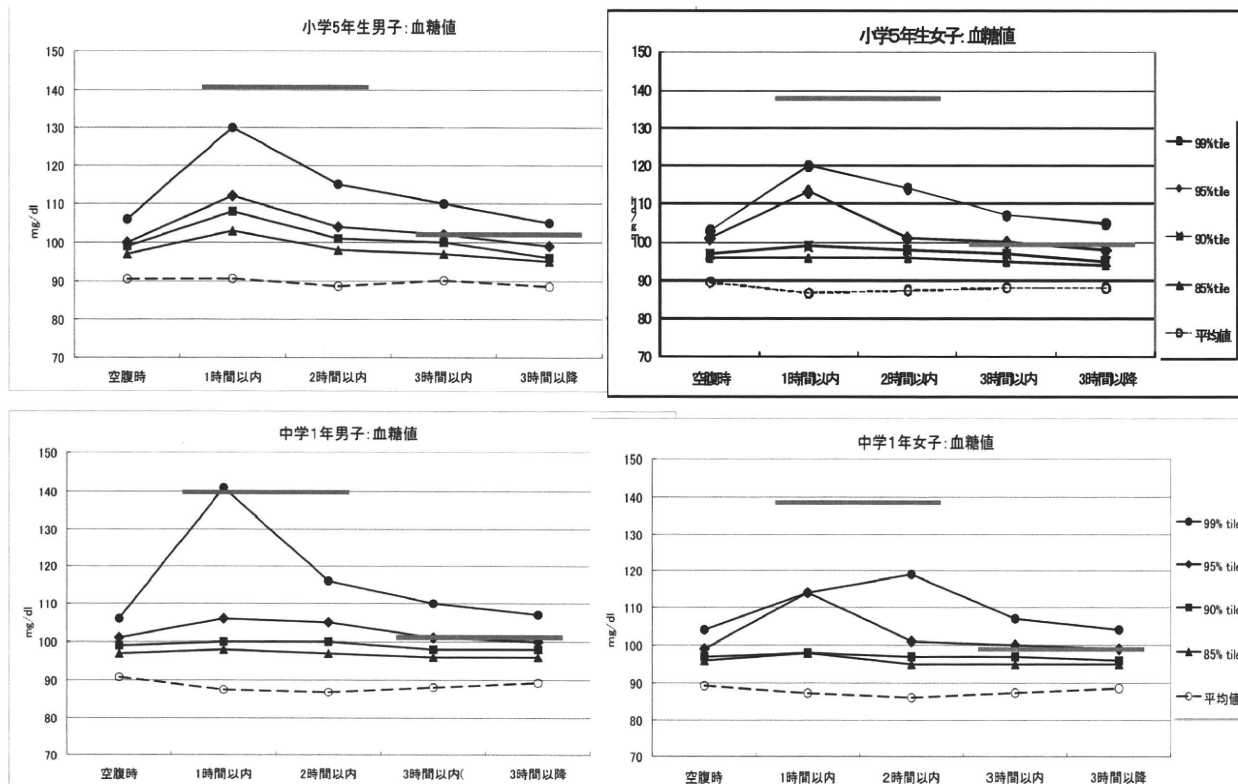 小学5年生男子:血糖値
150
140
130
120
110
100
90
80
70
mg/dl
空腹時
1時間以内
2時間以内
3時間以内
3時間以降
小学5年生女子:血糖値
150
140
130
120
110
100
90
80
70
空腹時
1時間以内
2時間以内
3時間以内
3時間以降
99%tile
95%tile
90%tile
85%tile
平均値
中学1年男子:血糖値
150
140
130
120
110
100
90
80
70
mg/dl
空腹時
1時間以内
2時間以内
3時間以内(
3時間以降
中学1年女子:血糖値
150
140
130
120
110
100
90
80
70
mg/dl
空腹時
1時間以内
2時間以内
3時間以内
3時間以降
99% tile
95% tile
90% tile
85% tile
平均値